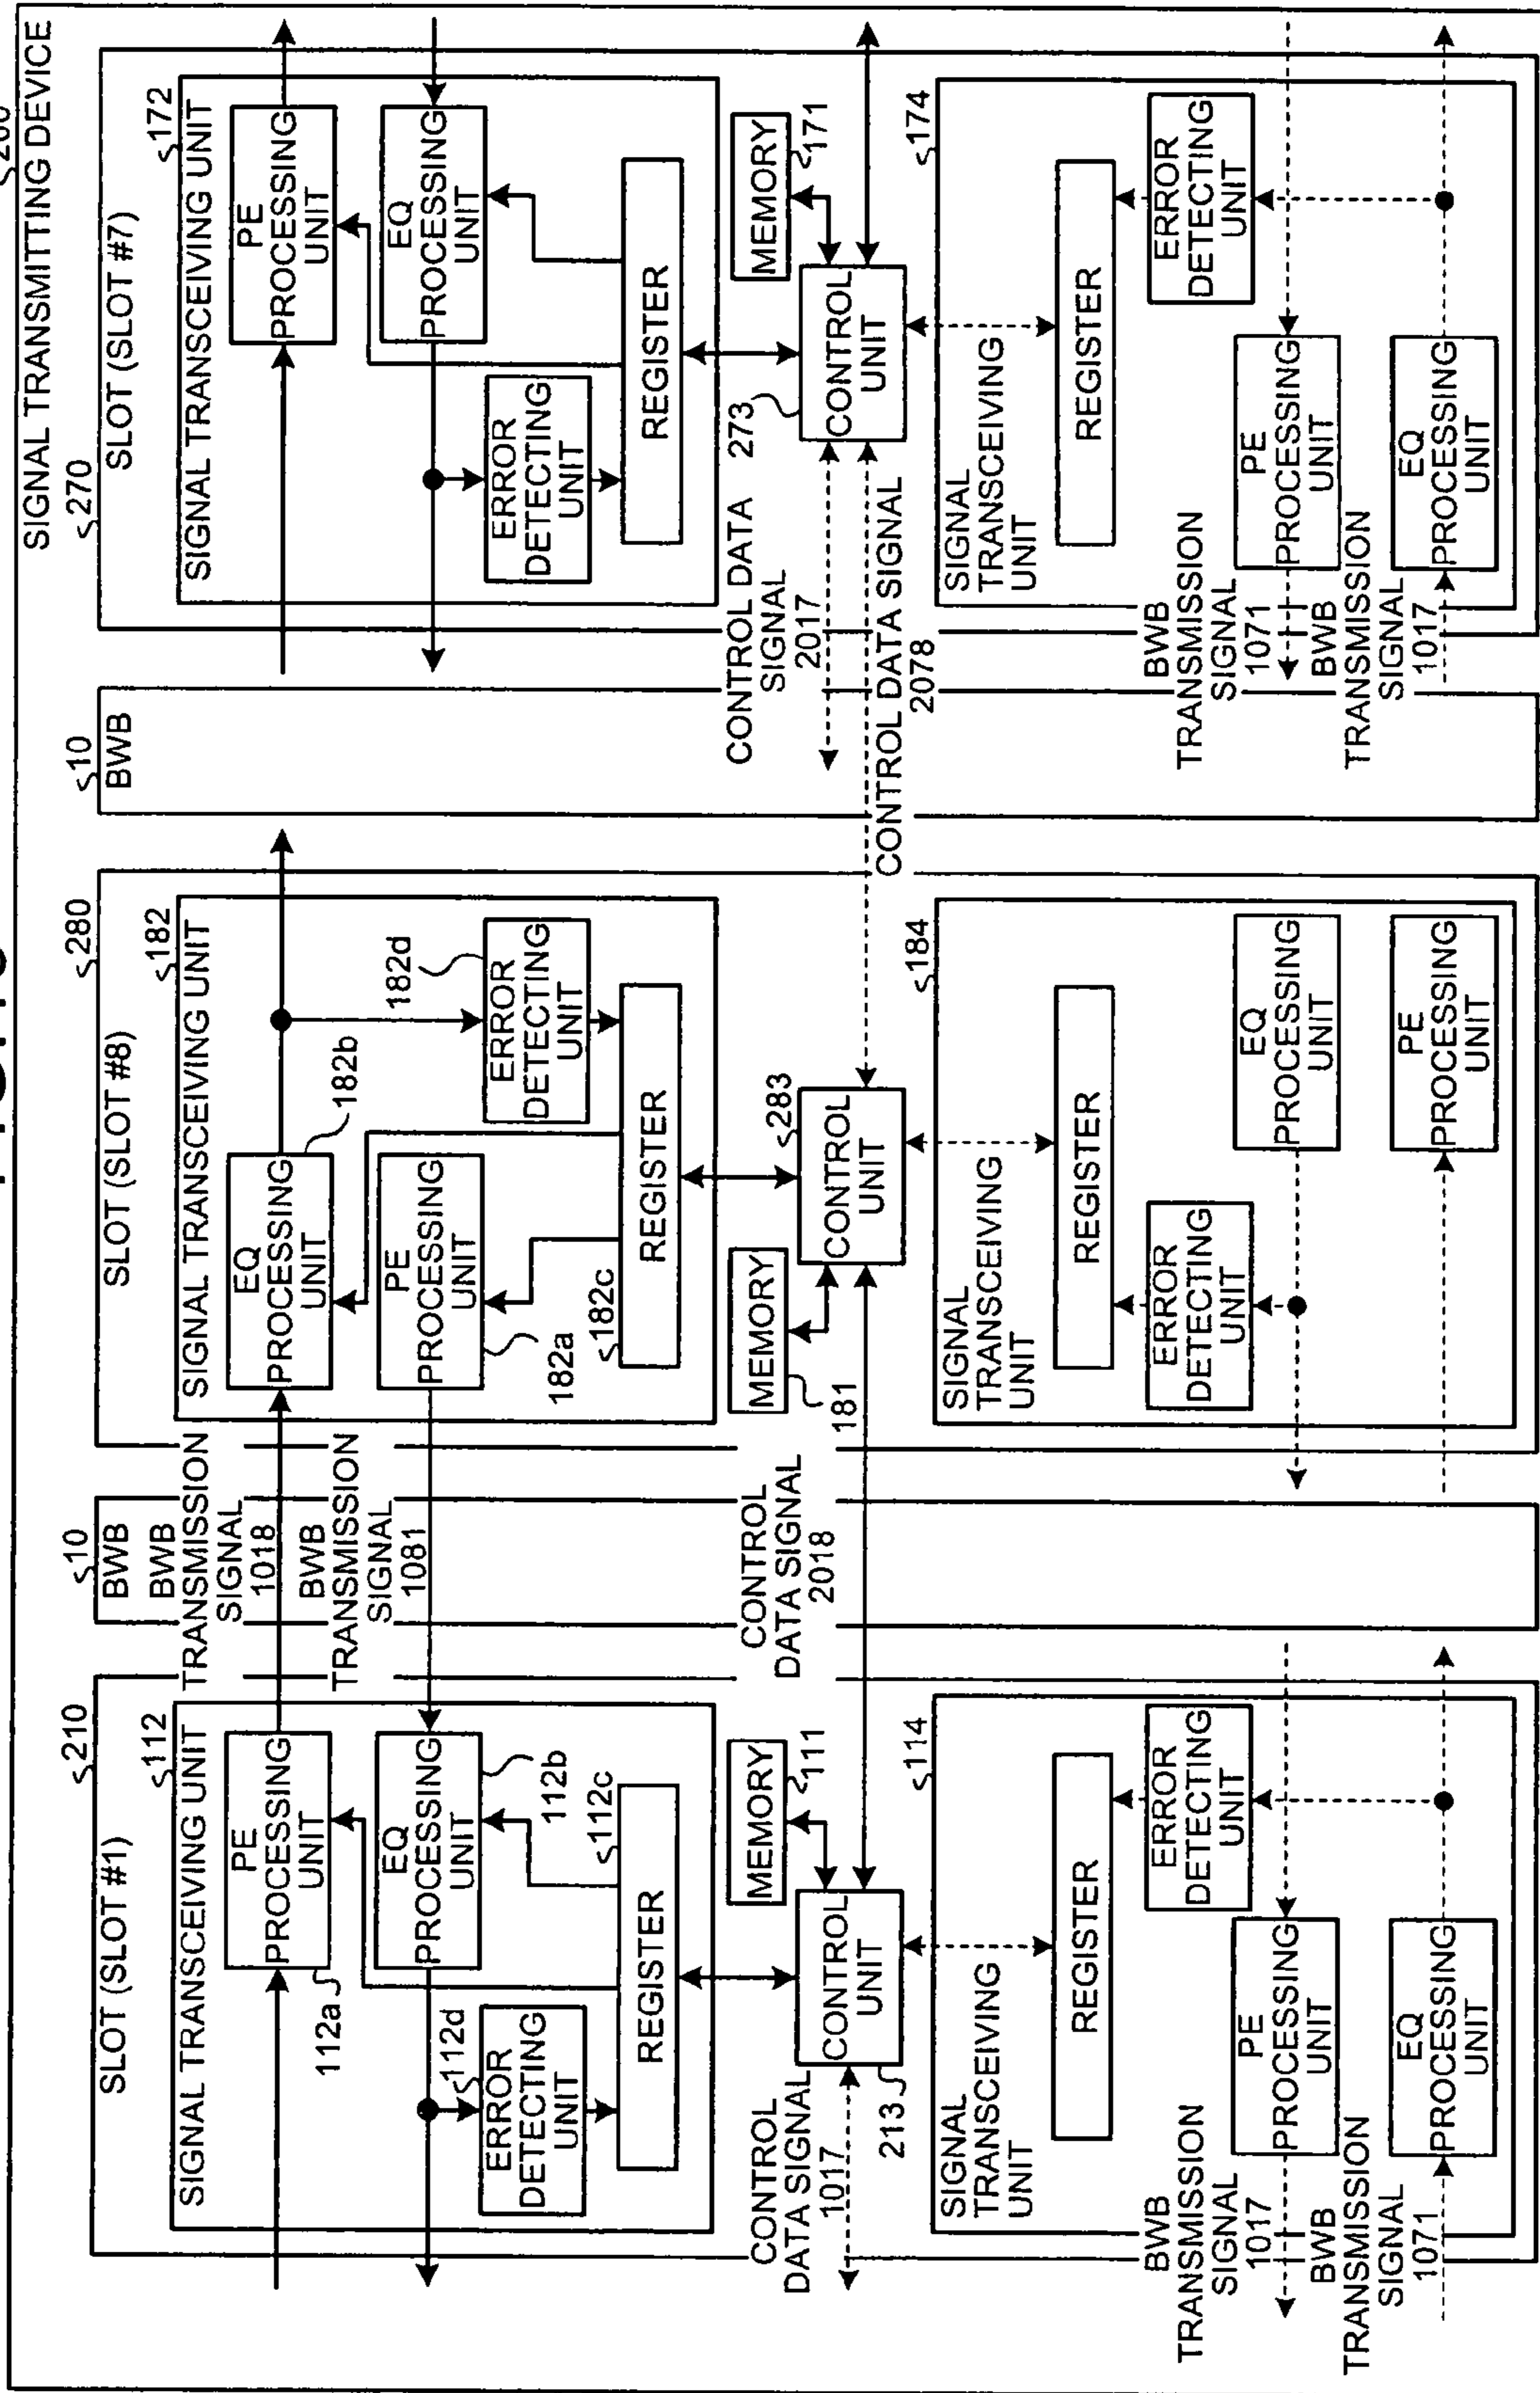 SIGNAL TRANSMITTING DEVICE
210
SLOT (SLOT #1)
112
SIGNAL TRANSCEIVING UNIT
PE
PROCESSING
UNIT
112a
EQ
PROCESSING
UNIT
112b
112d
ERROR
DETECTING
UNIT
112c
REGISTER
MEMORY
111
CONTROL
UNIT
213
CONTROL
DATA SIGNAL
1017
114
SIGNAL
TRANSCEIVING
UNIT
REGISTER
ERROR
DETECTING
UNIT
PE
PROCESSING
UNIT
EQ
PROCESSING
UNIT
BWB
TRANSMISSION
SIGNAL
1017
BWB
TRANSMISSION
SIGNAL
1071
10
BWB
BWB
TRANSMISSION
SIGNAL
1018
BWB
TRANSMISSION
SIGNAL
1081
CONTROL
DATA SIGNAL
2018
280
SLOT (SLOT #8)
182
SIGNAL TRANSCEIVING UNIT
EQ
PROCESSING
UNIT
182b
PE
PROCESSING
UNIT
182a
182d
ERROR
DETECTING
UNIT
182c
REGISTER
MEMORY
181
CONTROL
UNIT
283
184
SIGNAL
TRANSCEIVING
UNIT
REGISTER
ERROR
DETECTING
UNIT
EQ
PROCESSING
UNIT
PE
PROCESSING
UNIT
10
BWB
CONTROL DATA
SIGNAL
2017
CONTROL DATA SIGNAL
2078
270
SLOT (SLOT #7)
172
SIGNAL TRANSCEIVING UNIT
PE
PROCESSING
UNIT
EQ
PROCESSING
UNIT
ERROR
DETECTING
UNIT
REGISTER
MEMORY
171
CONTROL
UNIT
273
174
SIGNAL
TRANSCEIVING
UNIT
REGISTER
ERROR
DETECTING
UNIT
PE
PROCESSING
UNIT
EQ
PROCESSING
UNIT
BWB
TRANSMISSION
SIGNAL
1071
BWB
TRANSMISSION
SIGNAL
1017